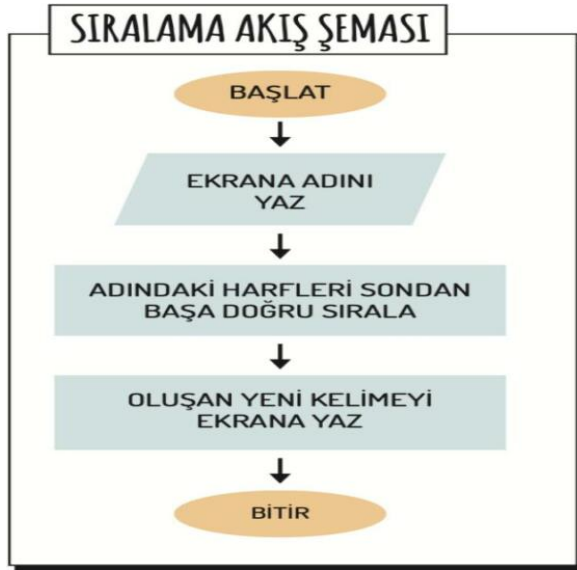 SIRALAMA AKIŞ ŞEMASI
BAŞLAT
EKRANA ADINI
YAZ
ADINDAKİ HARFLERİ SONDAN
BAŞA DOĞRU SIRALA
OLUŞAN YENİ KELİMEYİ
EKRANA YAZ
BİTİR